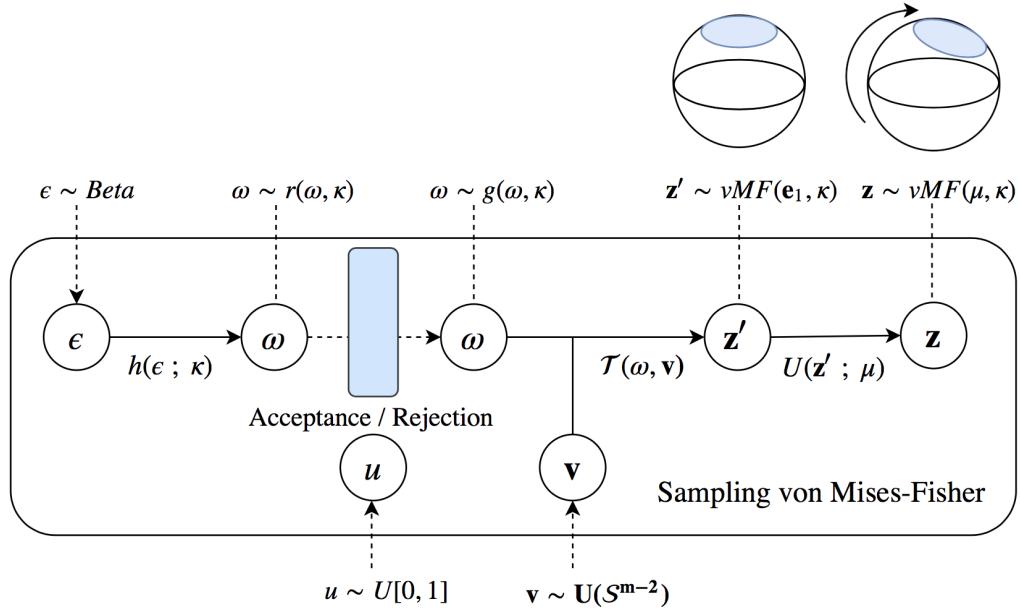 ϵ ∼ Beta
ω ∼ r(ω, κ)
ω ∼ g(ω, κ)
z′ ∼ vMF(e₁, κ)
z ∼ vMF(μ, κ)
ϵ
ω
ω
z′
z
h(ϵ ; κ)
𝒯(ω, v)
U(z′ ; μ)
Acceptance / Rejection
u
v
Sampling von Mises-Fisher
u ∼ U[0, 1]
v ∼ U(𝒮ᵐ⁻²)